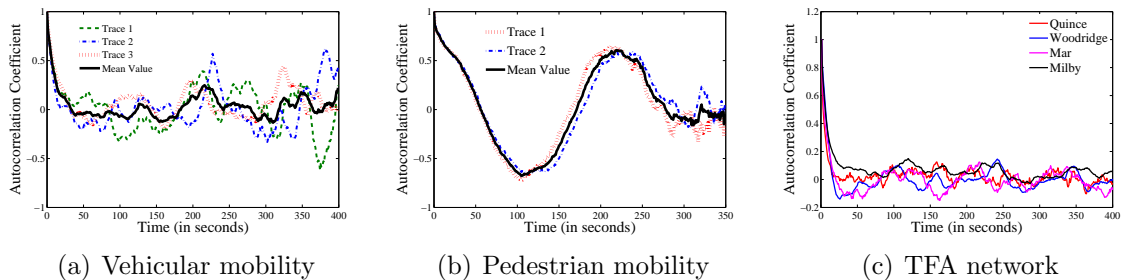 Autocorrelation Coefficient
1
0.5
0
−0.5
−1
Trace 1
Trace 2
Trace 3
Mean Value
0 50 100 150 200 250 300 350 400
Time (in seconds)
(a) Vehicular mobility
Autocorrelation Coefficient
1
0.5
0
−0.5
−1
Trace 1
Trace 2
Mean Value
0 50 100 150 200 250 300 350
Time (in seconds)
(b) Pedestrian mobility
Autocorrelation Coefficient
1.2
1
0.8
0.6
0.4
0.2
0
-0.2
Quince
Woodridge
Mar
Milby
0 50 100 150 200 250 300 350 400
Time (in seconds)
(c) TFA network